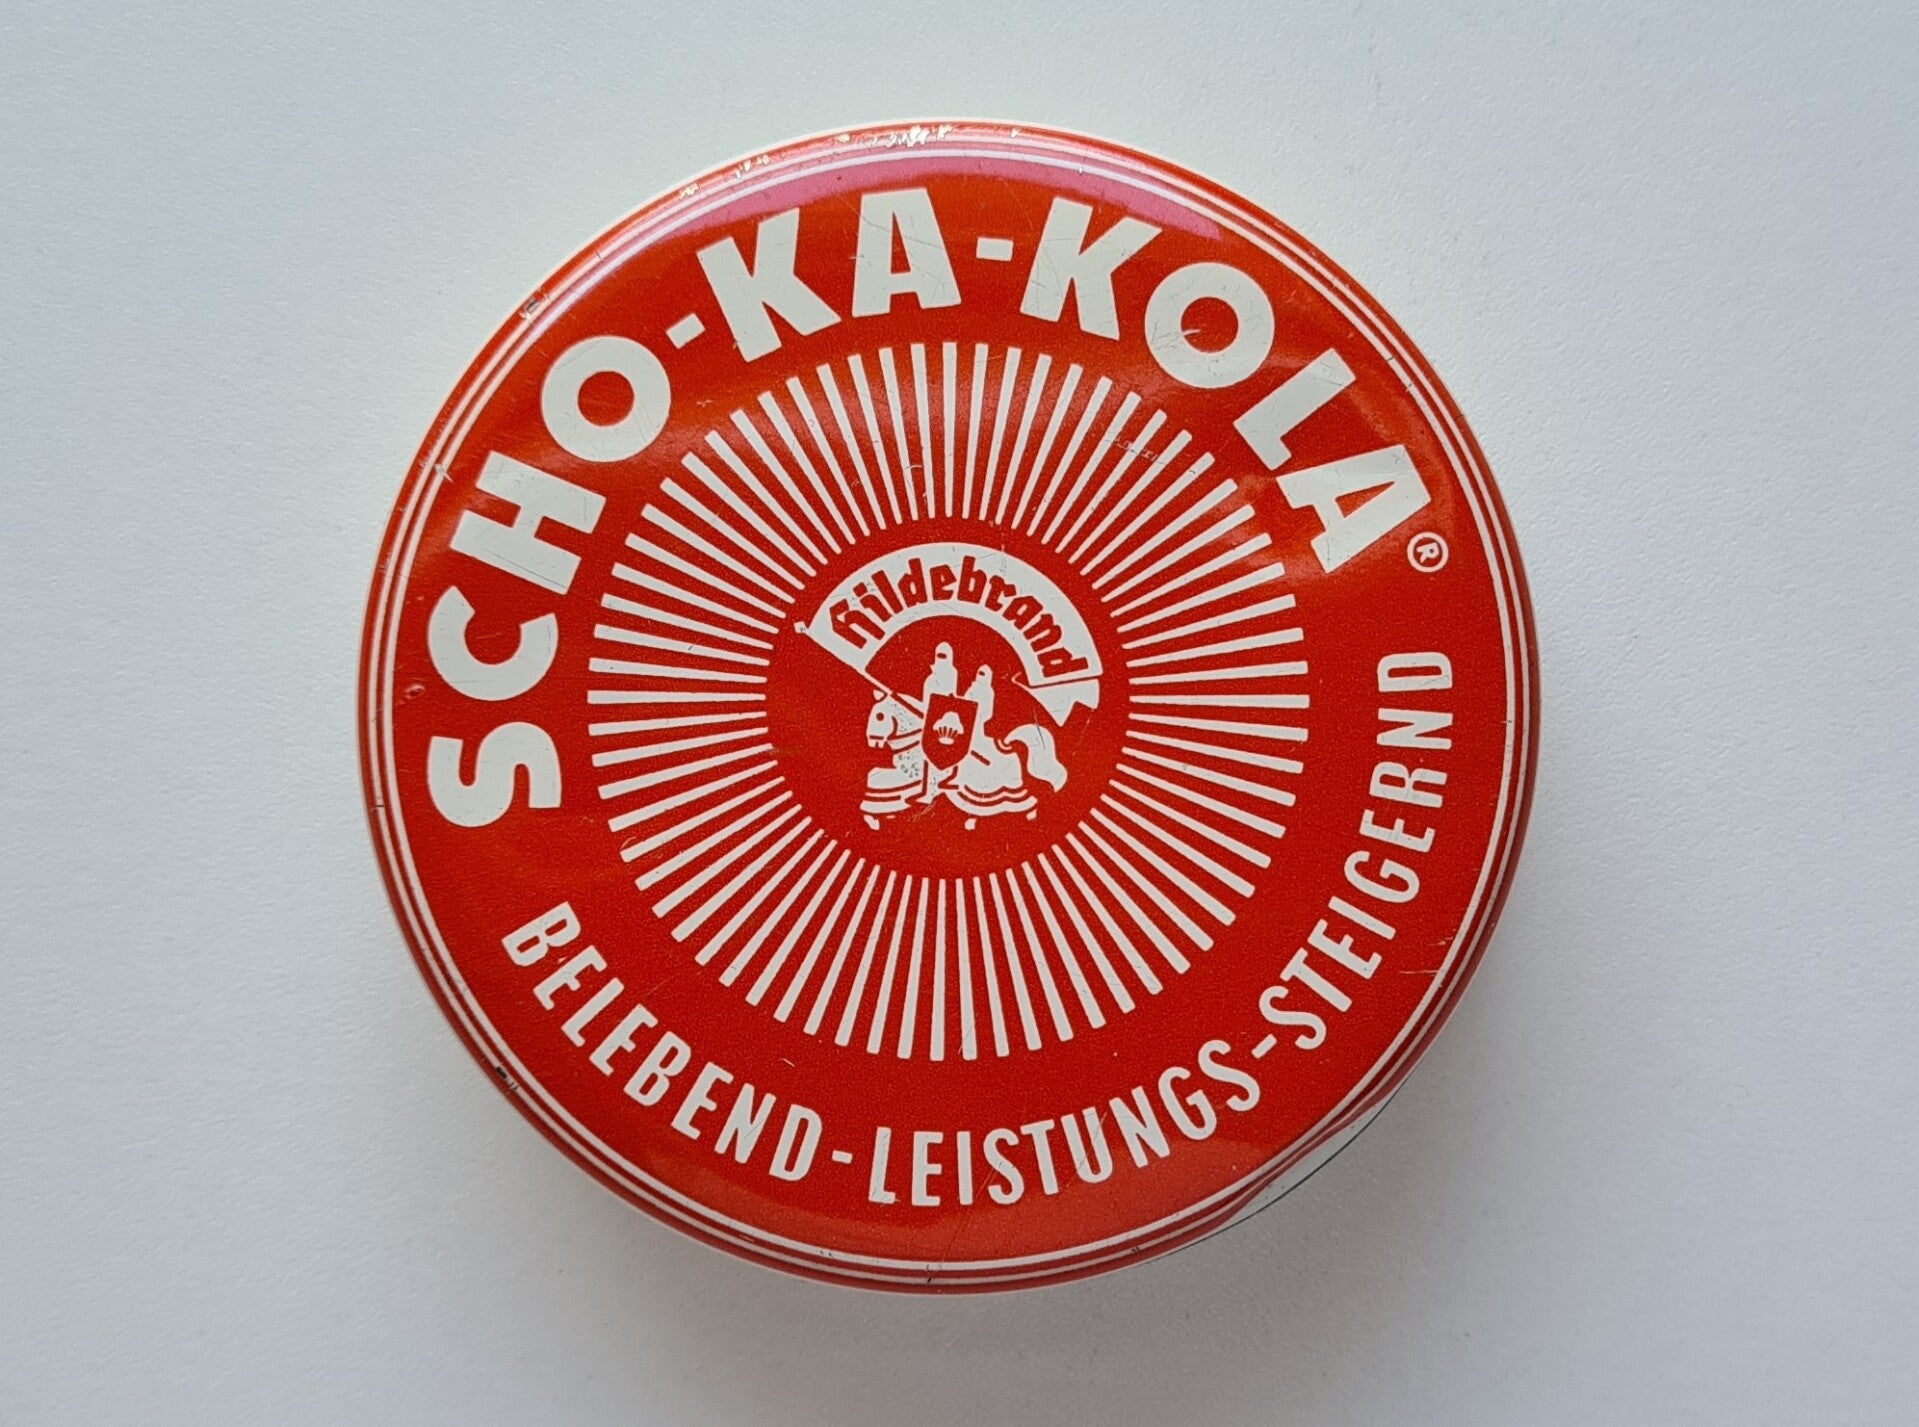 SCHO-KA-KOLA®
Hildebrand
BELEBEND-LEISTUNGS-STEIGERND